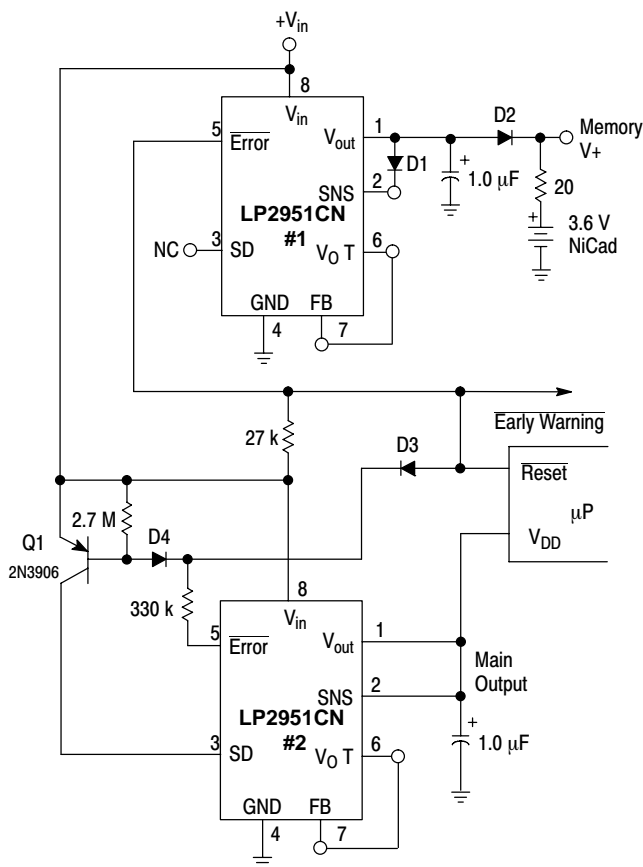 +Vin
8
Vin
5
Error
Vout
1
D2
Memory
V+
D1
1.0 µF
20
SNS
2
LP2951CN
#1
3.6 V
NiCad
NC
3
SD
VO T
6
GND
FB
4
7
27 k
Early Warning
D3
Reset
µP
VDD
2.7 M
D4
Q1
2N3906
330 k
8
Vin
5
Error
Vout
1
Main
Output
SNS
2
LP2951CN
#2
1.0 µF
3
SD
VO T
6
GND
FB
4
7
+
+
+